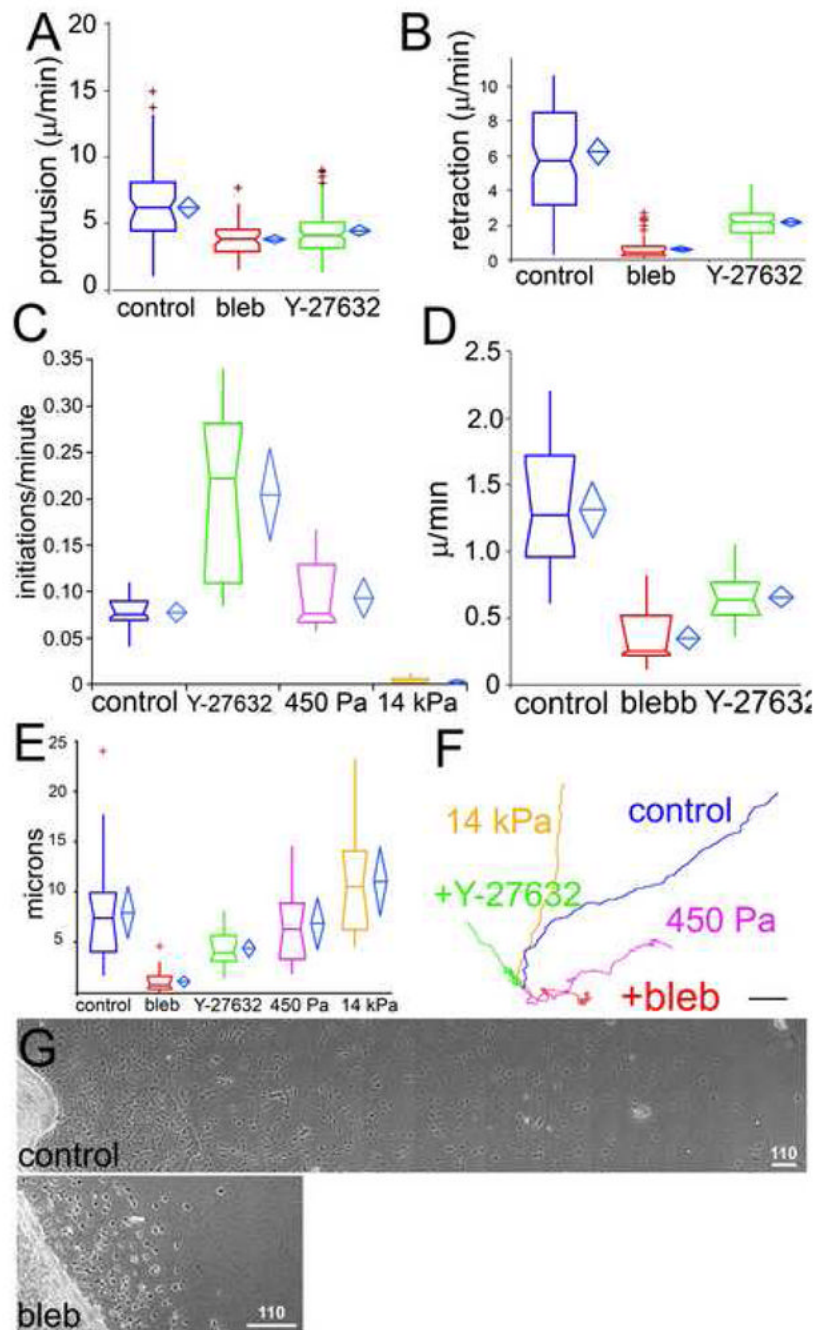 A
protrusion (μ/min)
20
15
10
5
0
control bleb Y-27632
B
retraction (μ/min)
10
8
6
4
2
0
control bleb Y-27632
C
initiations/minute
0.35
0.30
0.25
0.20
0.15
0.10
0.05
0
control Y-27632 450 Pa 14 kPa
D
μ/min
2.5
2.0
1.5
1.0
0.5
0
control blebb Y-27632
E
microns
25
20
15
10
5
control bleb Y-27632 450 Pa 14 kPa
F
14 kPa
control
+Y-27632
450 Pa
+bleb
G
control
110
bleb
110